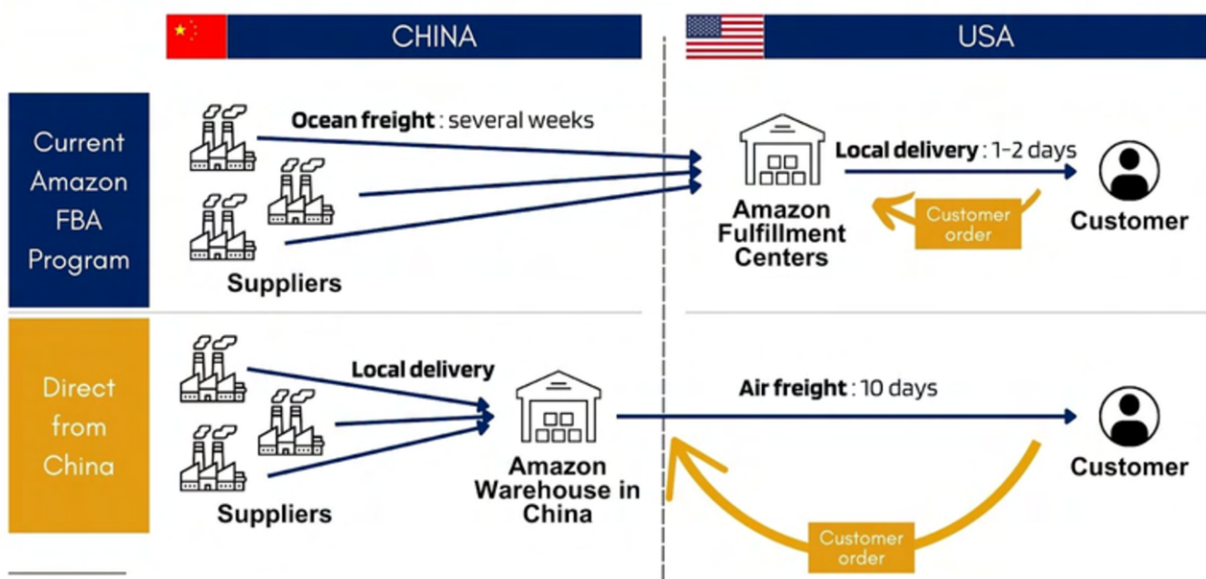 CHINA
USA
Current
Amazon
FBA
Program
Ocean freight : several weeks
Suppliers
Amazon
Fulfillment
Centers
Local delivery : 1-2 days
Customer
order
Customer
Direct
from
China
Local delivery
Suppliers
Amazon
Warehouse in
China
Air freight : 10 days
Customer
Customer
order